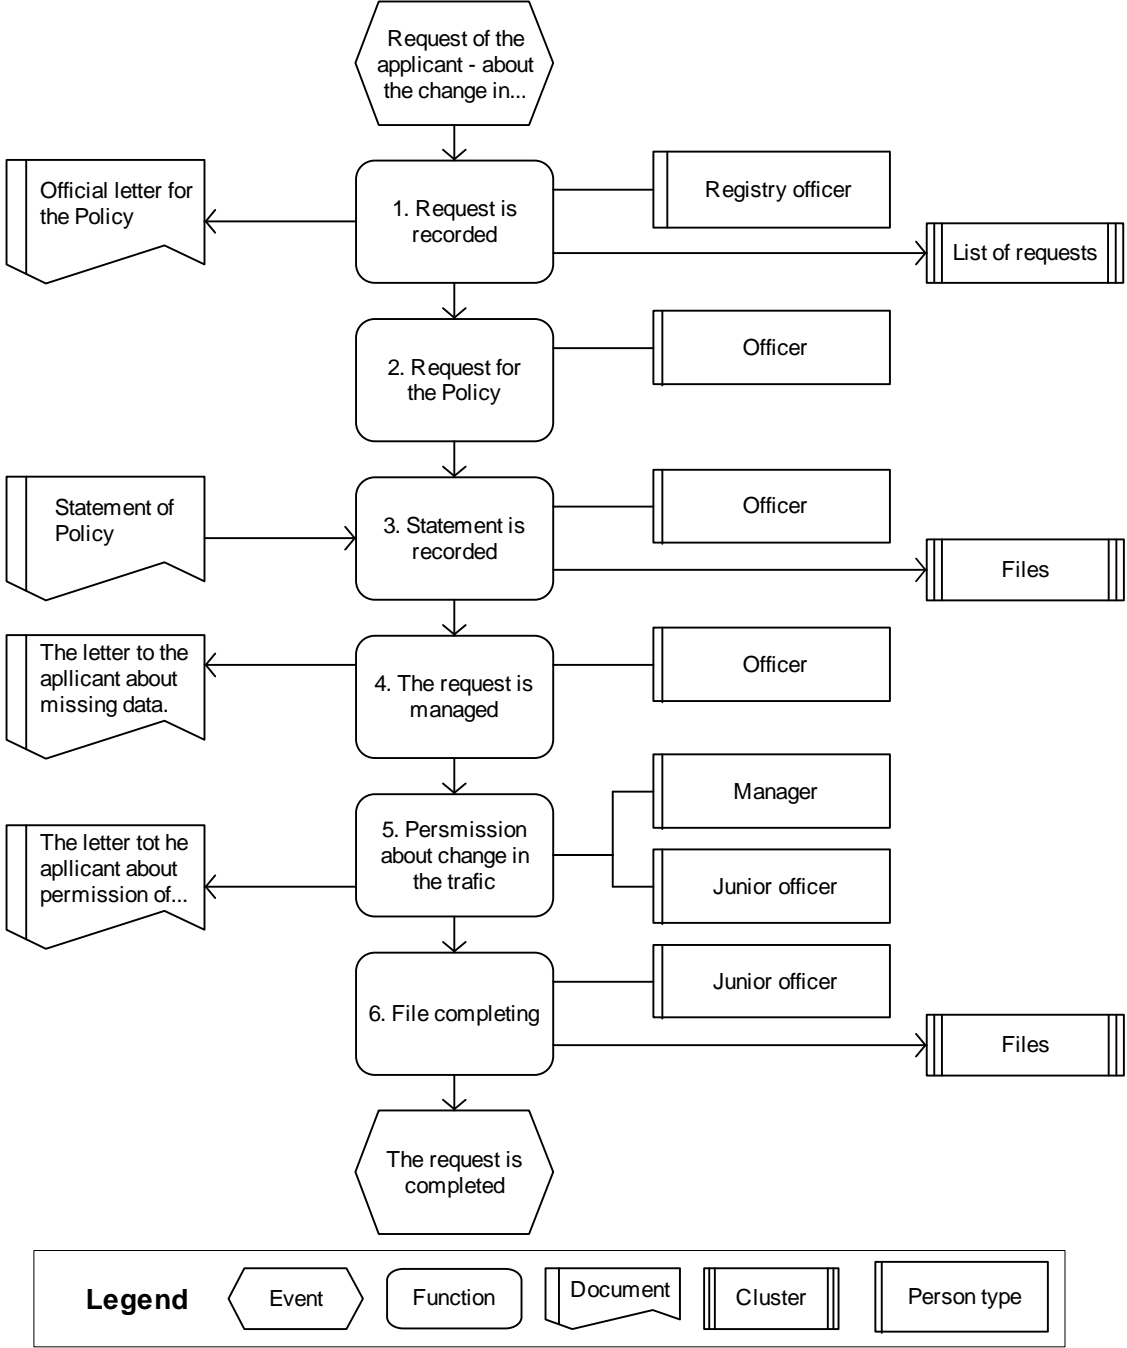 Request of the
applicant - about
the change in...
Official letter for
the Policy
1. Request is
recorded
Registry officer
List of requests
2. Request for
the Policy
Officer
Statement of
Policy
3. Statement is
recorded
Officer
Files
The letter to the
apllicant about
missing data.
4. The request is
managed
Officer
The letter tot he
apllicant about
permission of...
5. Persmission
about change in
the trafic
Manager
Junior officer
6. File completing
Junior officer
Files
The request is
completed
Legend
Event
Function
Document
Cluster
Person type